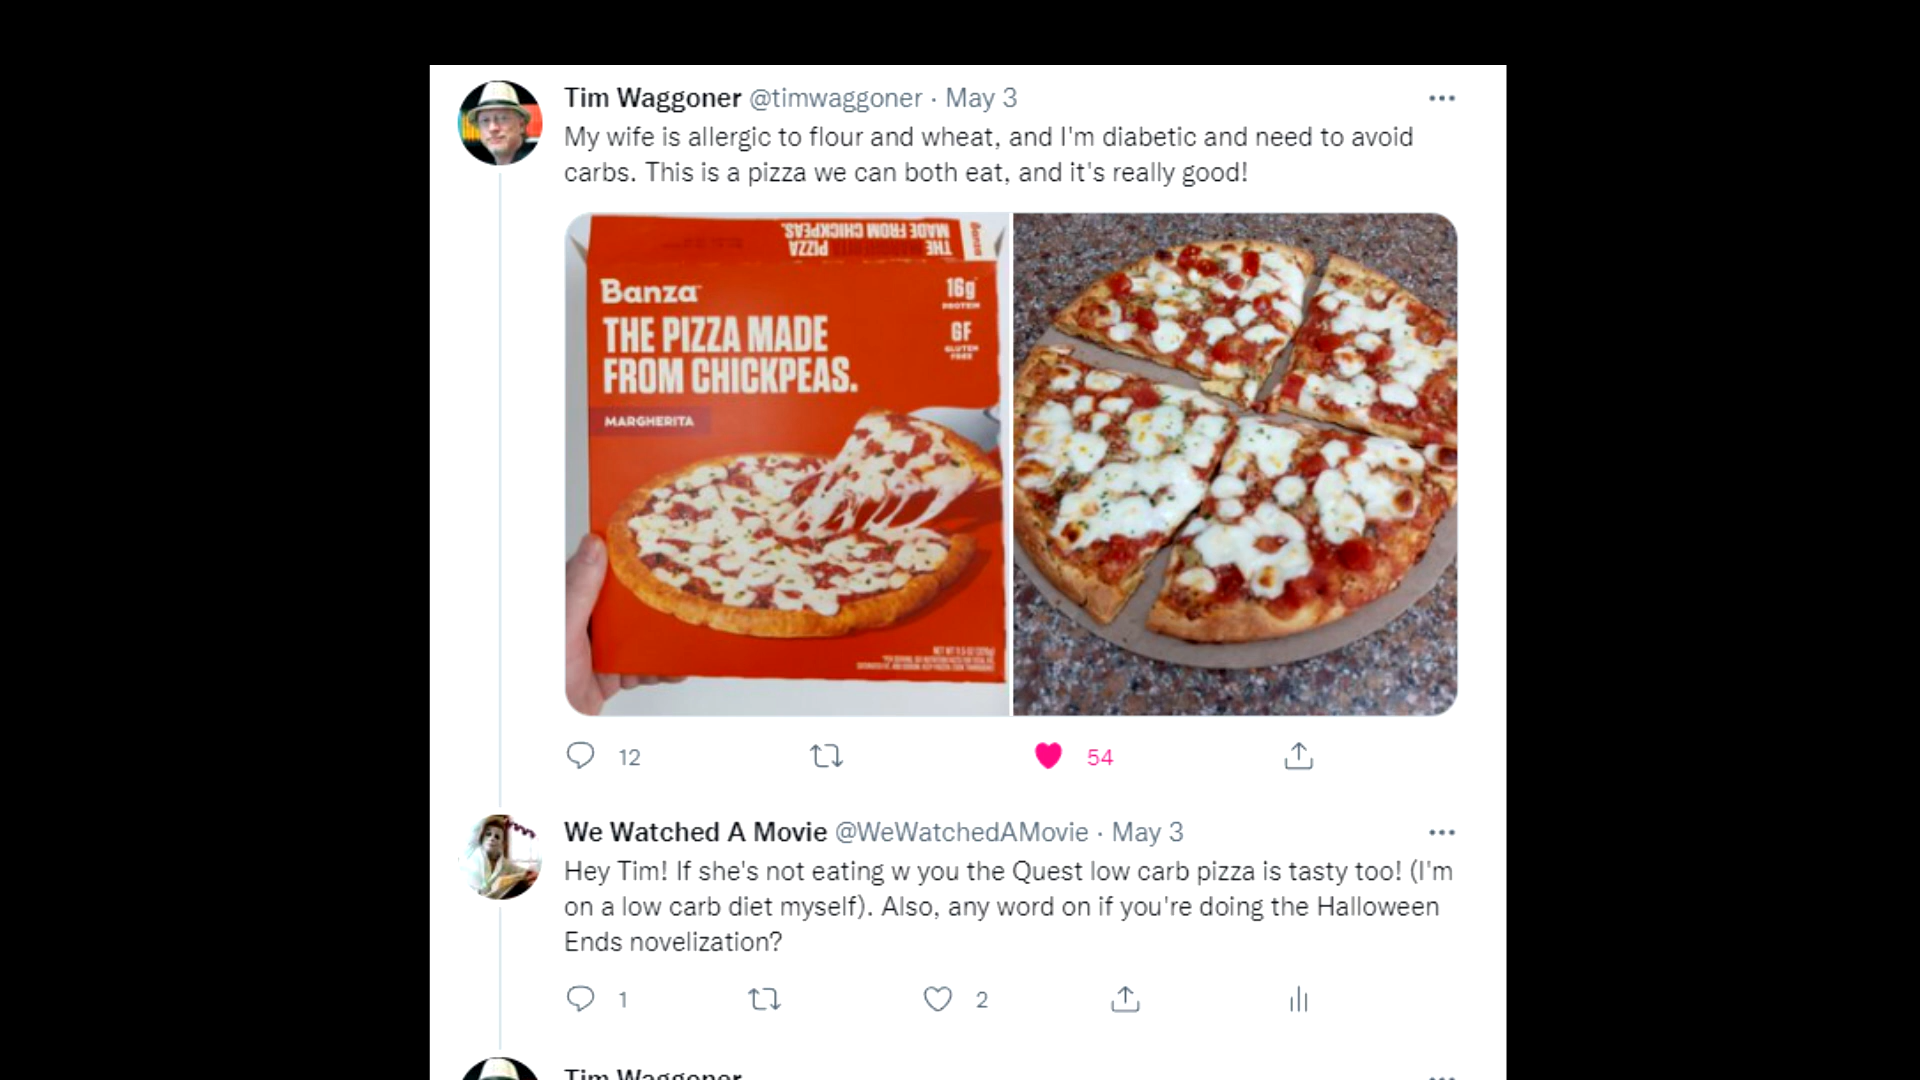 Tim Waggoner @timwaggoner · May 3
My wife is allergic to flour and wheat, and I'm diabetic and need to avoid
carbs. This is a pizza we can both eat, and it's really good!
THE PIZZA
MADE FROM CHICKPEAS.
Banza
Banza
16g
PROTEIN
THE PIZZA MADE
FROM CHICKPEAS.
GF
GLUTEN
FREE
MARGHERITA
12
54
We Watched A Movie @WeWatchedAMovie · May 3
Hey Tim! If she's not eating w you the Quest low carb pizza is tasty too! (I'm
on a low carb diet myself). Also, any word on if you're doing the Halloween
Ends novelization?
1
2
Tim Waggoner